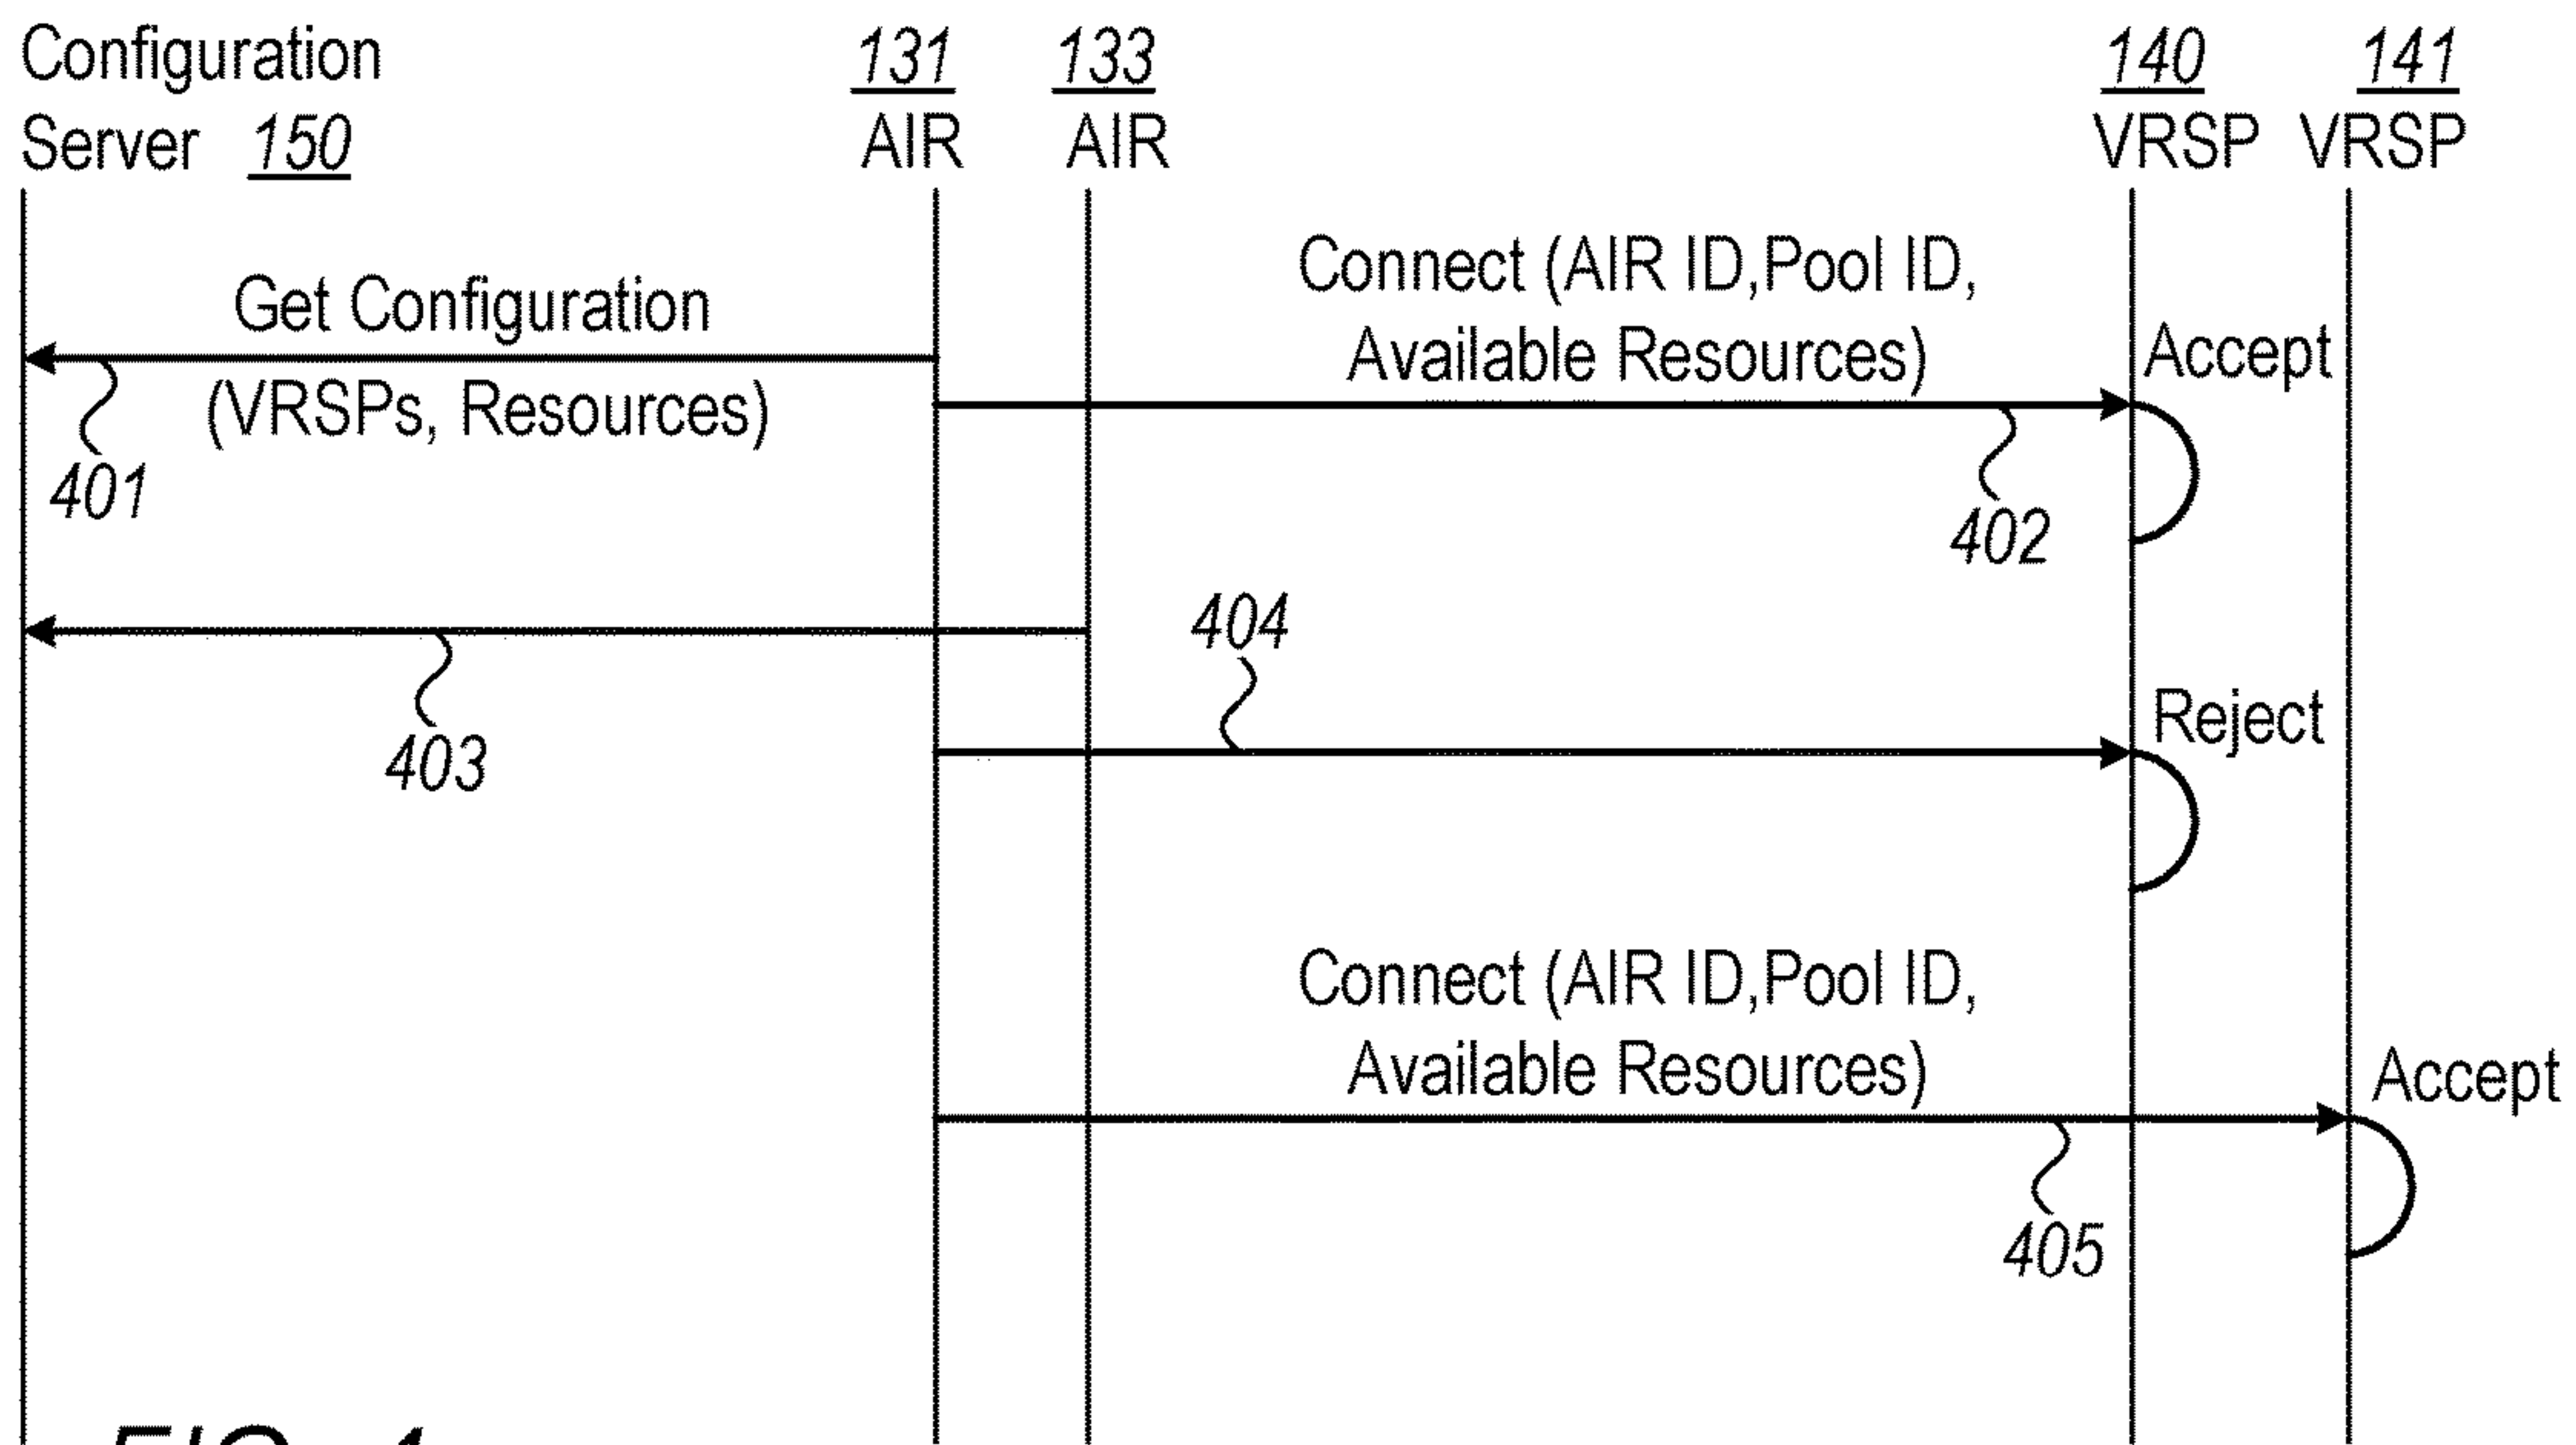 Configuration
Server 150
131
AIR
133
AIR
140
VRSP
141
VRSP
Get Configuration
(VRSPs, Resources)
401
Connect (AIR ID,Pool ID,
Available Resources)
Accept
402
403
404
Reject
Connect (AIR ID,Pool ID,
Available Resources)
Accept
405